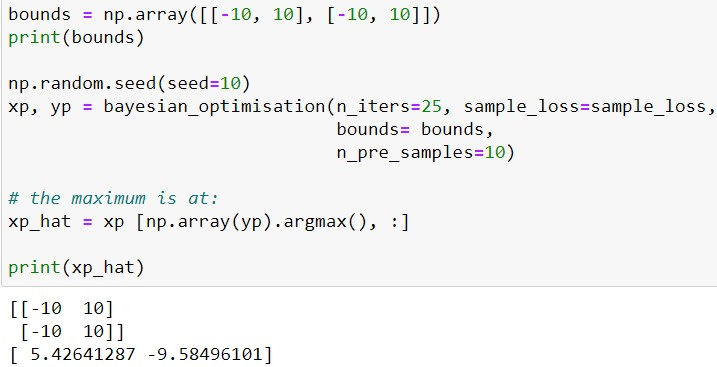 bounds = np.array([[-10, 10], [-10, 10]])
print(bounds)
np.random.seed(seed=10)
xp, yp = bayesian_optimisation(n_iters=25, sample_loss=sample_loss,
bounds= bounds,
n_pre_samples=10)
# the maximum is at:
xp_hat = xp [np.array(yp).argmax(), :]
print(xp_hat)
[[-10  10]
 [-10  10]]
[ 5.42641287 -9.58496101]